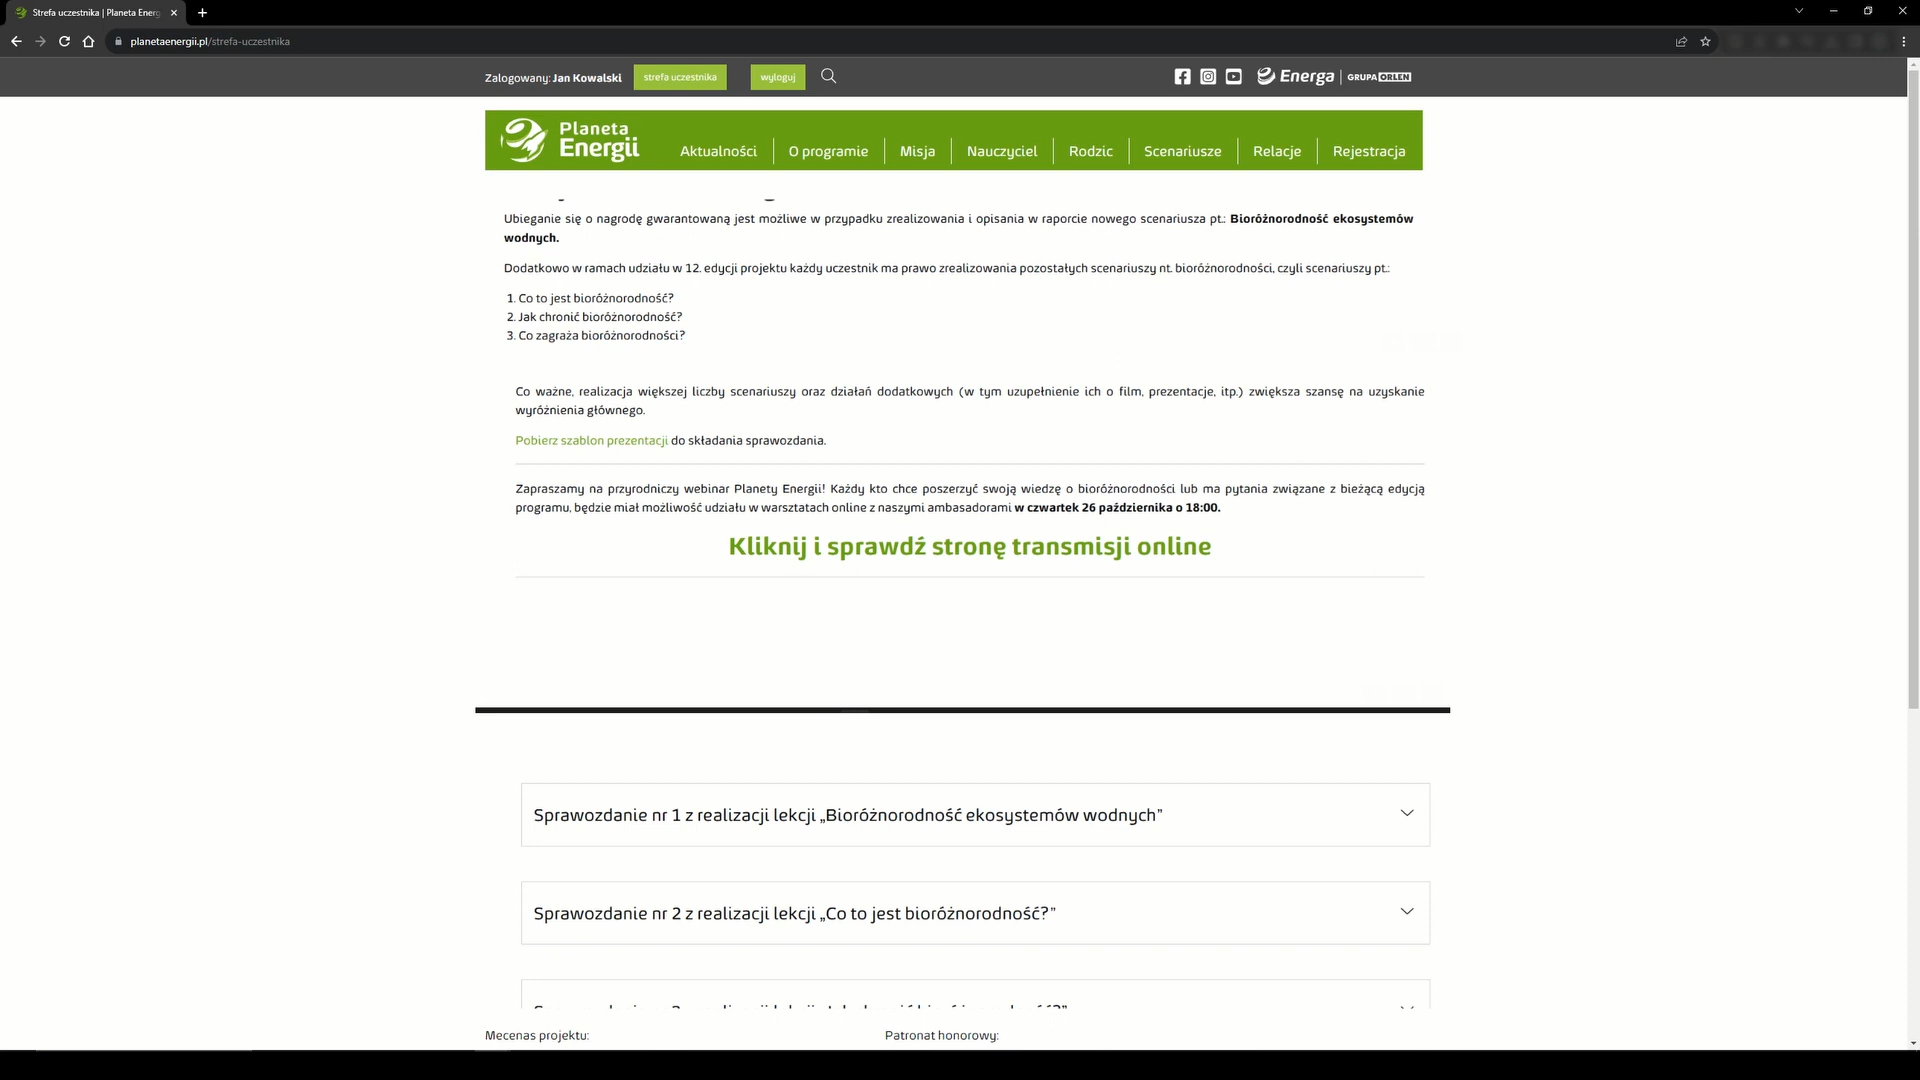 Strefa uczestnika | Planeta Energ
planetaenergii.pl/strefa-uczestnika
Zalogowany: Jan Kowalski
strefa uczestnika
wyloguj
Energa | GRUPA ORLEN
Planeta
Energii
Aktualności
O programie
Misja
Nauczyciel
Rodzic
Scenariusze
Relacje
Rejestracja
Ubieganie się o nagrodę gwarantowaną jest możliwe w przypadku zrealizowania i opisania w raporcie nowego scenariusza pt.: Bioróżnorodność ekosystemów
wodnych.
Dodatkowo w ramach udziału w 12. edycji projektu każdy uczestnik ma prawo zrealizowania pozostałych scenariuszy nt. bioróżnorodności, czyli scenariuszy pt.:
1. Co to jest bioróżnorodność?
2. Jak chronić bioróżnorodność?
3. Co zagraża bioróżnorodności?
Co ważne, realizacja większej liczby scenariuszy oraz działań dodatkowych (w tym uzupełnienie ich o film, prezentacje, itp.) zwiększa szansę na uzyskanie
wyróżnienia głównego.
Pobierz szablon prezentacji do składania sprawozdania.
Zapraszamy na przyrodniczy webinar Planety Energii! Każdy kto chce poszerzyć swoją wiedzę o bioróżnorodności lub ma pytania związane z bieżącą edycją
programu, będzie miał możliwość udziału w warsztatach online z naszymi ambasadorami w czwartek 26 października o 18:00.
Kliknij i sprawdź stronę transmisji online
Sprawozdanie nr 1 z realizacji lekcji „Bioróżnorodność ekosystemów wodnych”
Sprawozdanie nr 2 z realizacji lekcji „Co to jest bioróżnorodność?”
Mecenas projektu:
Patronat honorowy: